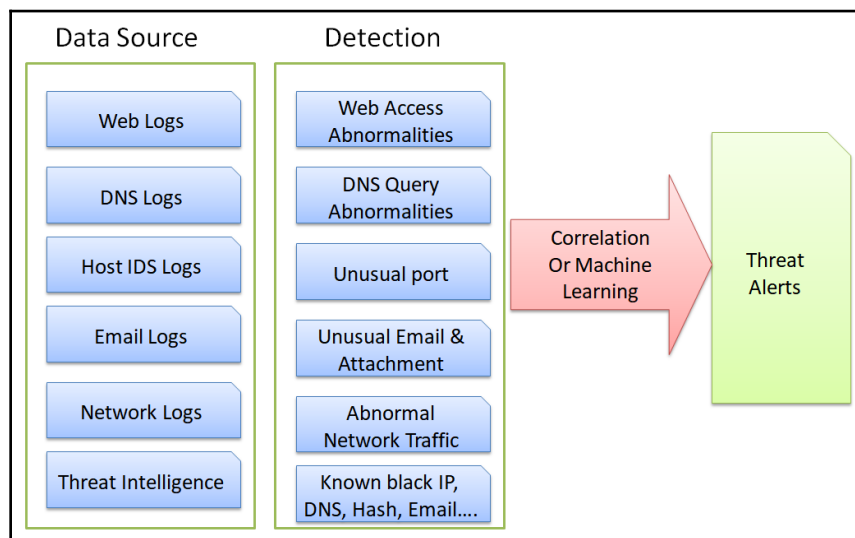 Data Source
Web Logs
DNS Logs
Host IDS Logs
Email Logs
Network Logs
Threat Intelligence
Detection
Web Access
Abnormalities
DNS Query
Abnormalities
Unusual port
Unusual Email &
Attachment
Abnormal
Network Traffic
Known black IP,
DNS, Hash, Email....
Correlation
Or Machine
Learning
Threat
Alerts